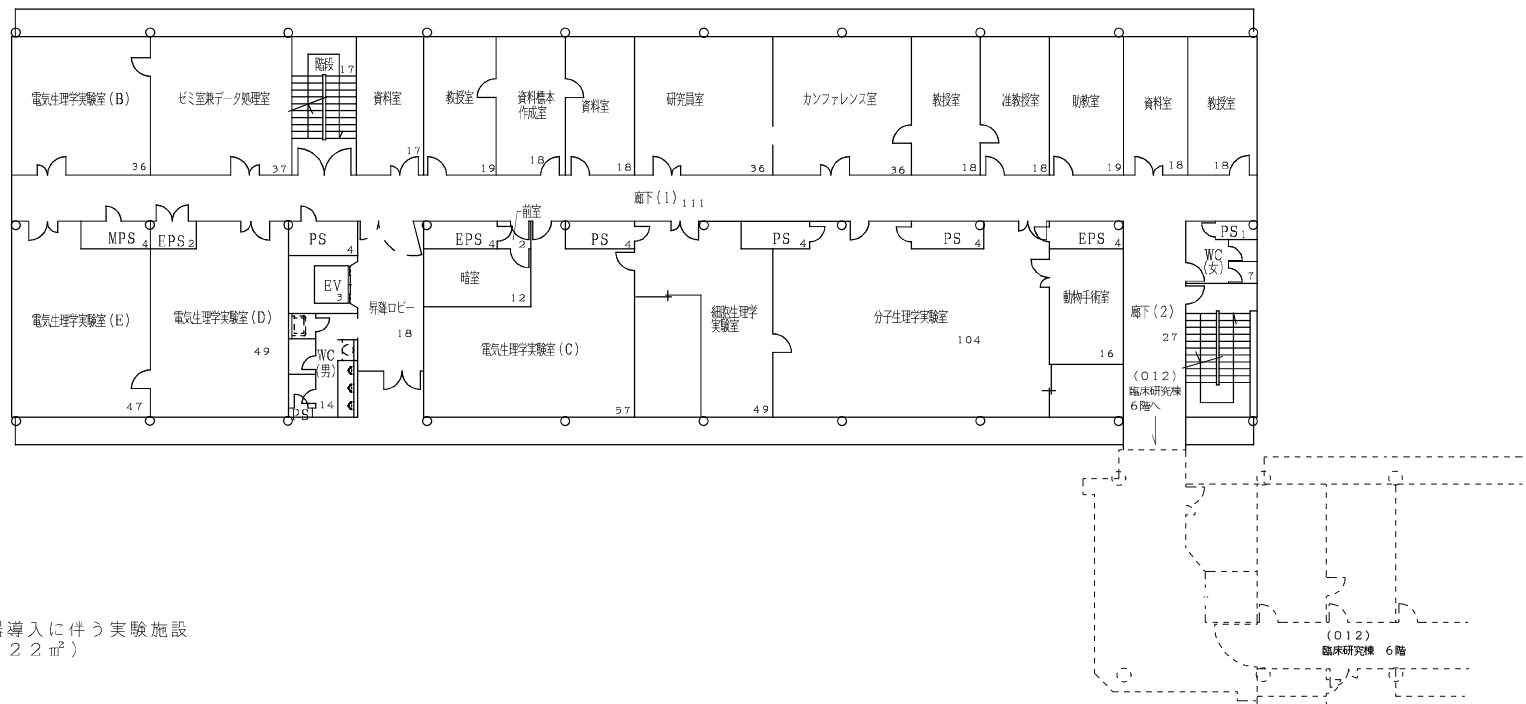 階段
17
電気生理学実験室(B)
36
ゼミ室兼データ処理室
37
資料室
17
教授室
19
資料標本
作成室
18
資料室
18
研究員室
36
カンファレンス室
36
教授室
18
准教授室
18
助教室
19
資料室
18
教授室
18
廊下(1) 111
前室
2
MPS 4
EPS 2
PS
4
EPS 4
PS 4
PS 4
PS 4
EPS 4
PS 1
WC
(女)
7
EV
3
暗室
12
昇降ロビー
18
電気生理学実験室(E)
47
電気生理学実験室(D)
49
WC
(男)
14
PS
電気生理学実験室(C)
57
細胞生理学
実験室
49
分子生理学実験室
104
動物手術室
16
廊下(2)
27
(012)
臨床研究棟
6階へ
(012)
臨床研究棟 6階
導入に伴う実験施設
22㎡)